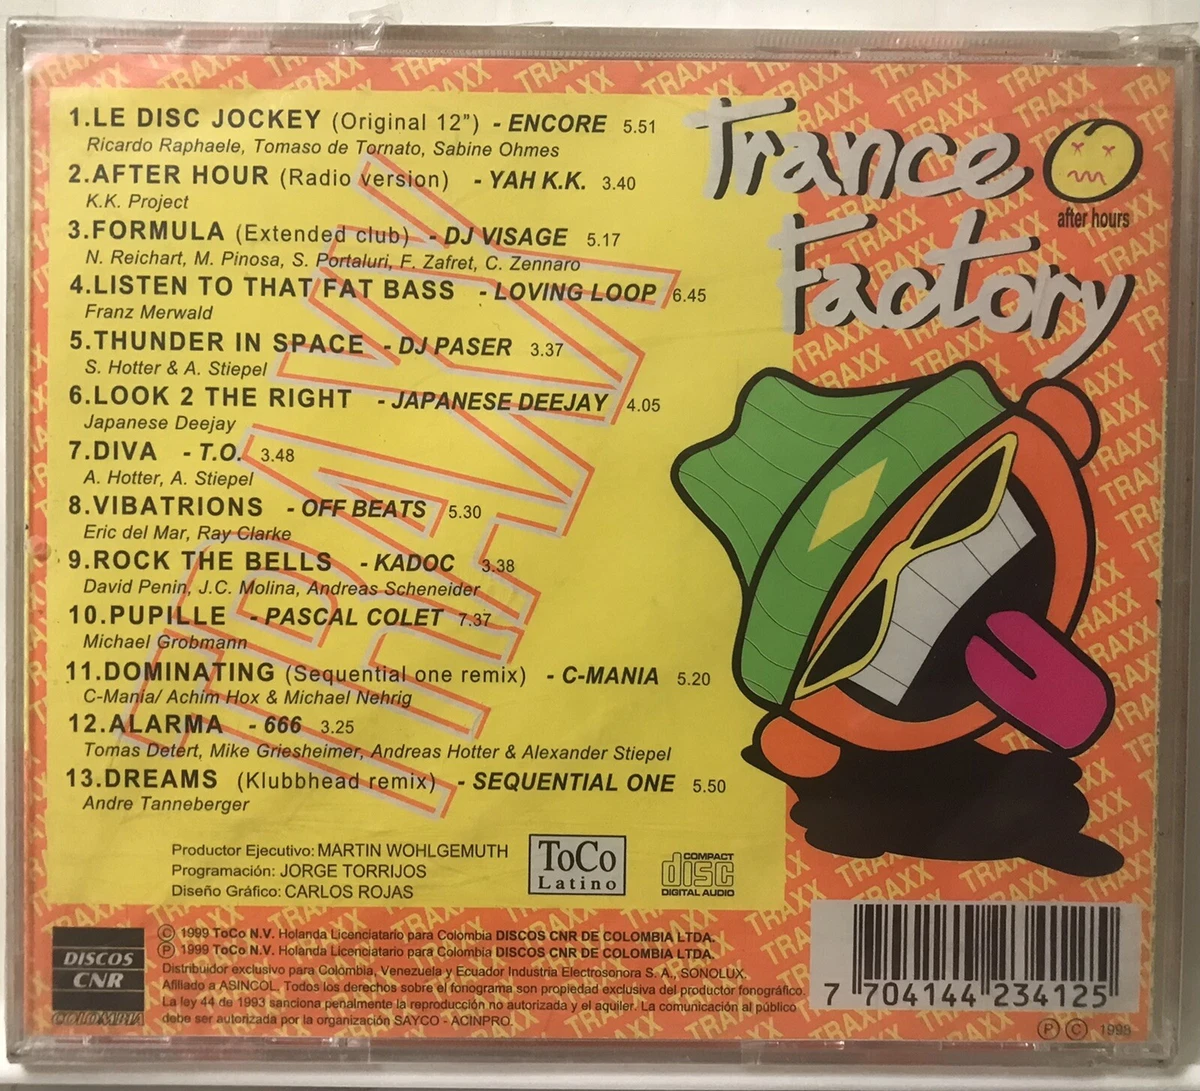 1.LE DISC JOCKEY (Original 12") - ENCORE 5.51
Ricardo Raphaele, Tomaso de Tornato, Sabine Ohmes
2.AFTER HOUR (Radio version) - YAH K.K. 3.40
K.K. Project
3.FORMULA (Extended club) - DJ VISAGE 5.17
N. Reichart, M. Pinosa, S. Portaluri, F. Zafret, C. Zennaro
4.LISTEN TO THAT FAT BASS - LOVING LOOP 6.45
Franz Merwald
5.THUNDER IN SPACE - DJ PASER 3.37
S. Hotter & A. Stiepel
6.LOOK 2 THE RIGHT - JAPANESE DEEJAY 4.05
Japanese Deejay
7.DIVA - T.O. 3.48
A. Hotter, A. Stiepel
8.VIBATRIONS - OFF BEATS 5.30
Eric del Mar, Ray Clarke
9.ROCK THE BELLS - KADOC 3.38
David Penin, J.C. Molina, Andreas Scheneider
10.PUPILLE - PASCAL COLET 7.37
Michael Grobmann
11.DOMINATING (Sequential one remix) - C-MANIA 5.20
C-Mania/ Achim Hox & Michael Nehrig
12.ALARMA - 666 3.25
Tomas Detert, Mike Griesheimer, Andreas Hotter & Alexander Stiepel
13.DREAMS (Klubbhead remix) - SEQUENTIAL ONE 5.50
Andre Tanneberger
TRAXX
Trance
Factory
after hours
Productor Ejecutivo: MARTIN WOHLGEMUTH
Programación: JORGE TORRIJOS
Diseño Gráfico: CARLOS ROJAS
ToCo
Latino
COMPACT
disc
DIGITAL AUDIO
DISCOS
CNR
COLOMBIA
© 1999 ToCo N.V. Holanda Licenciatario para Colombia DISCOS CNR DE COLOMBIA LTDA.
℗ 1999 ToCo N.V. Holanda Licenciatario para Colombia DISCOS CNR DE COLOMBIA LTDA.
Distribuidor exclusivo para Colombia, Venezuela y Ecuador Industria Electrosonora S. A., SONOLUX.
Afiliado a ASINCOL, Todos los derechos sobre el fonograma son propiedad exclusiva del productor fonográfico.
La ley 44 de 1993 sanciona penalmente la reproducción no autorizada y el aquiler. La comunicación al público
debe ser autorizada por la organización SAYCO - ACINPRO.
7 704144 234125
℗ © 1998